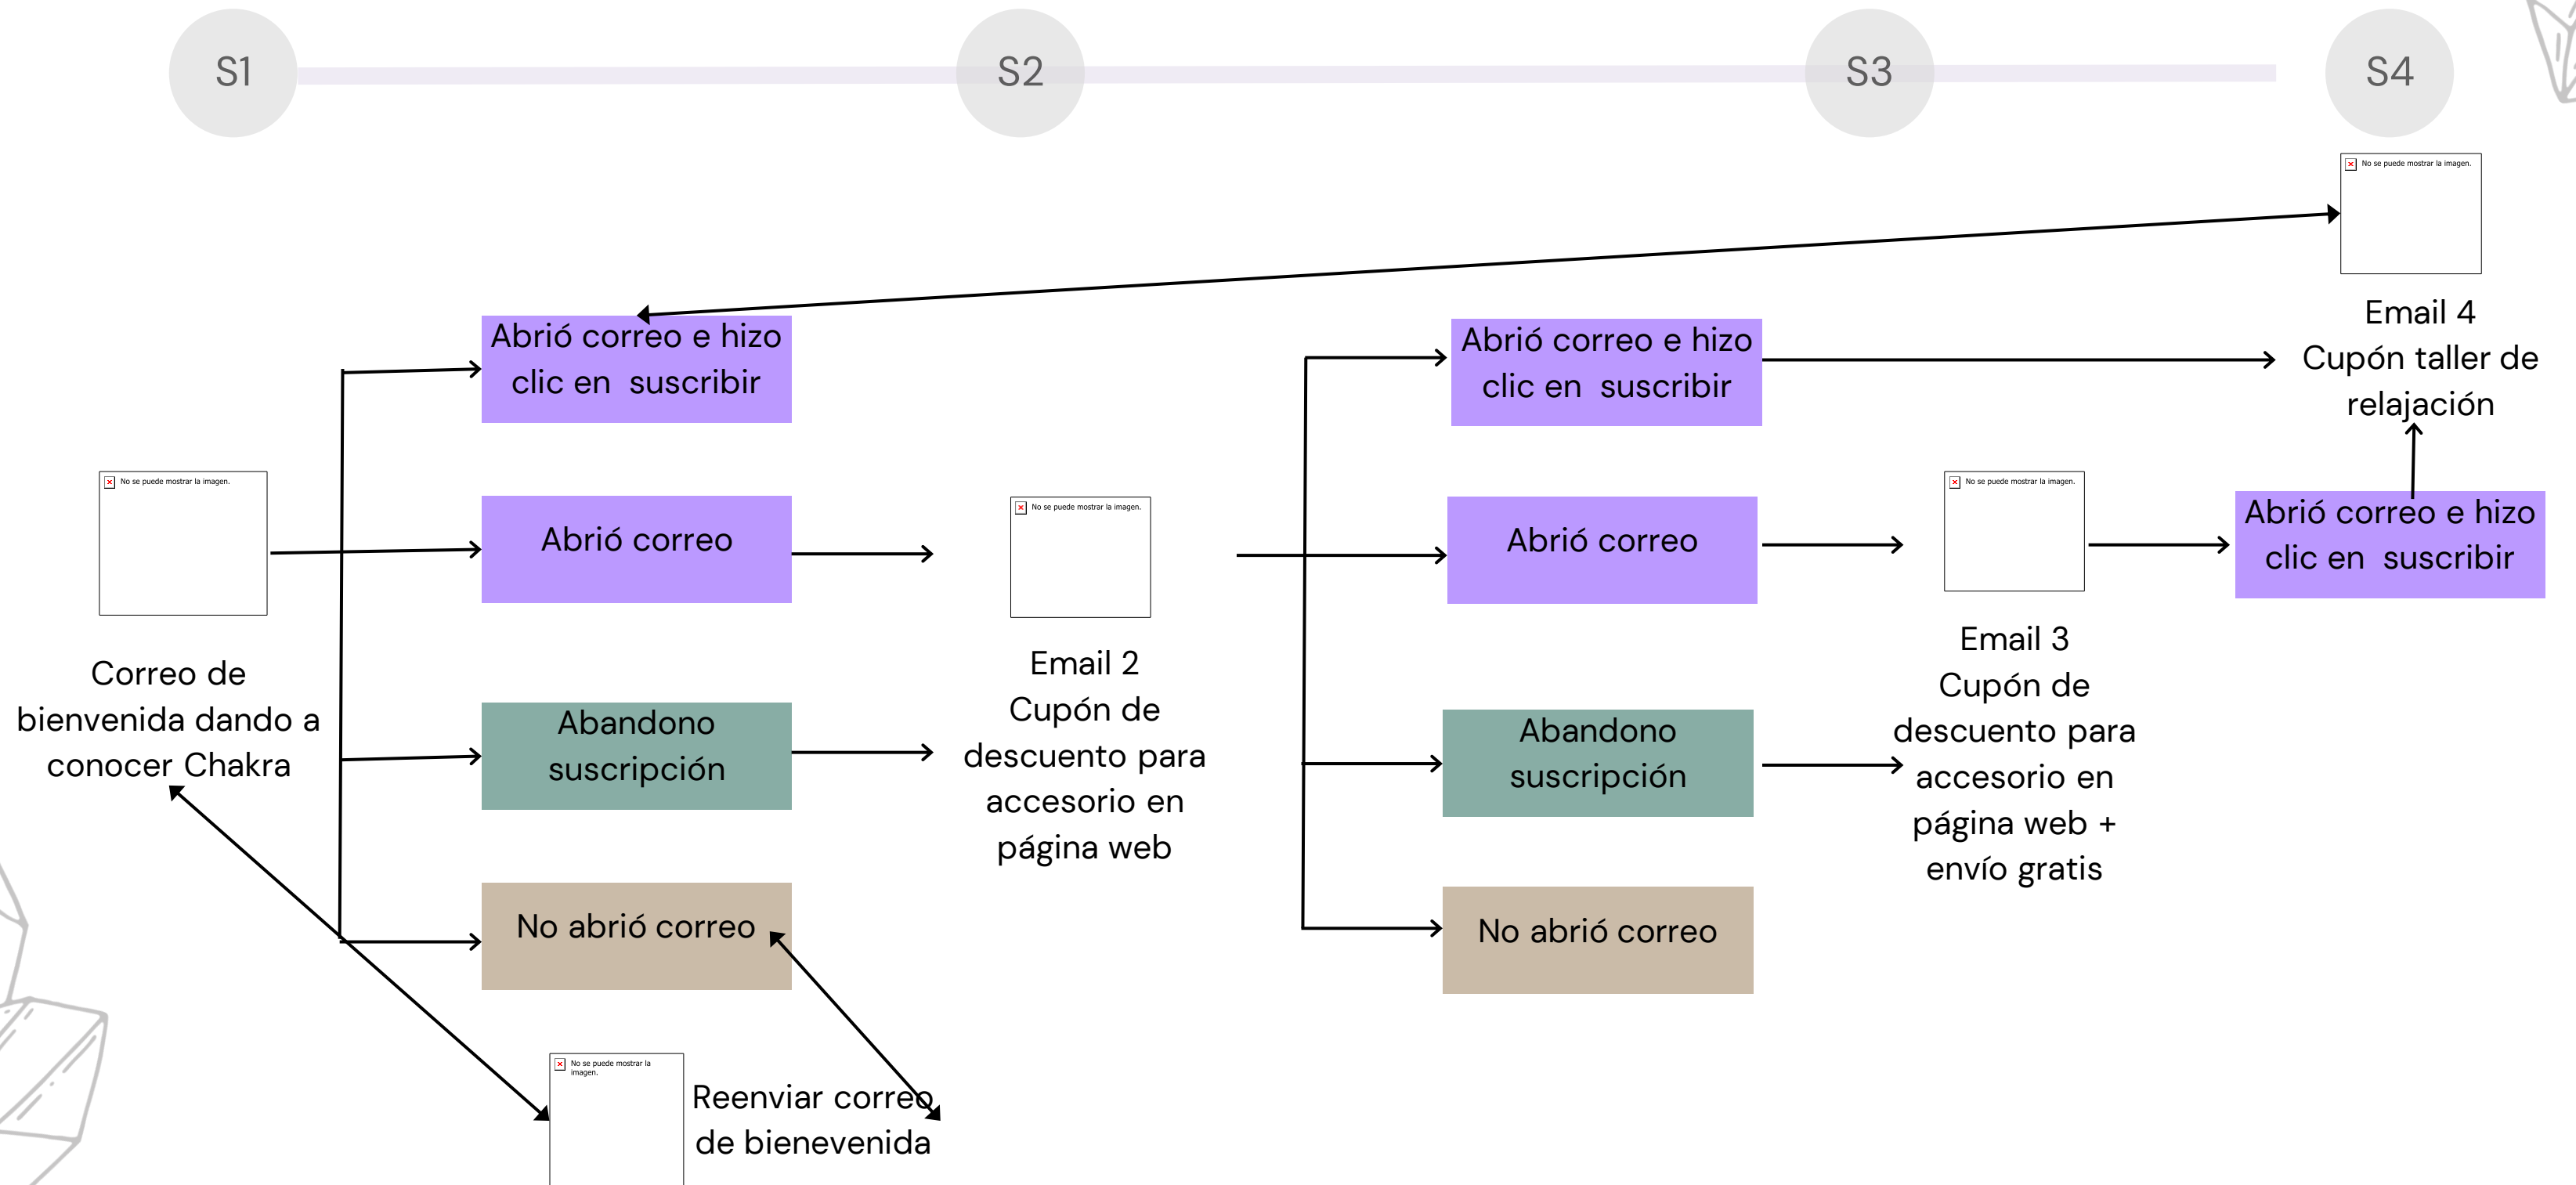 S1
S2
S3
S4
No se puede mostrar la imagen.
Email 4
Cupón taller de
relajación
Abrió correo e hizo
clic en suscribir
Abrió correo e hizo
clic en suscribir
No se puede mostrar la imagen.
Correo de
bienvenida dando a
conocer Chakra
Abrió correo
No se puede mostrar la imagen.
Email 2
Cupón de
descuento para
accesorio en
página web
Abrió correo
No se puede mostrar la imagen.
Email 3
Cupón de
descuento para
accesorio en
página web +
envío gratis
Abrió correo e hizo
clic en suscribir
Abandono
suscripción
Abandono
suscripción
No abrió correo
No abrió correo
No se puede mostrar la
imagen.
Reenviar correo
de bienevenida